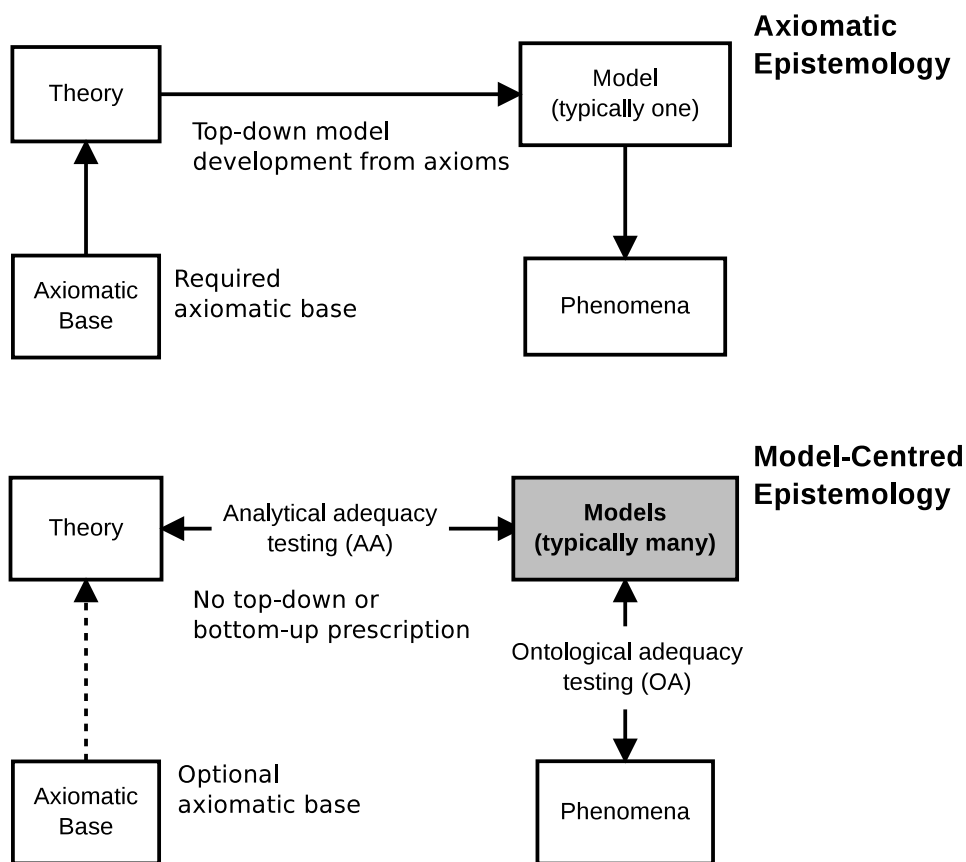 Axiomatic
Epistemology
Theory
Model
(typically one)
Top-down model
development from axioms
Axiomatic
Base
Required
axiomatic base
Phenomena
Model-Centred
Epistemology
Theory
Analytical adequacy
testing (AA)
Models
(typically many)
No top-down or
bottom-up prescription
Ontological adequacy
testing (OA)
Axiomatic
Base
Optional
axiomatic base
Phenomena